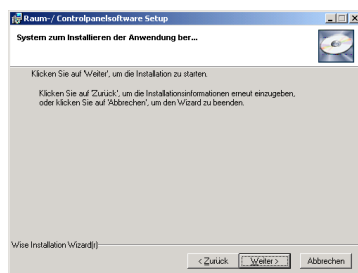 Raum-/ Controlpanelsoftware Setup
System zum Installieren der Anwendung ber...
Klicken Sie auf 'Weiter', um die Installation zu starten.
Klicken Sie auf 'Zurück', um die Installationsinformationen erneut einzugeben,
oder klicken Sie auf 'Abbrechen', um den Wizard zu beenden.
Wise Installation Wizard(r)
< Zurück
Weiter >
Abbrechen